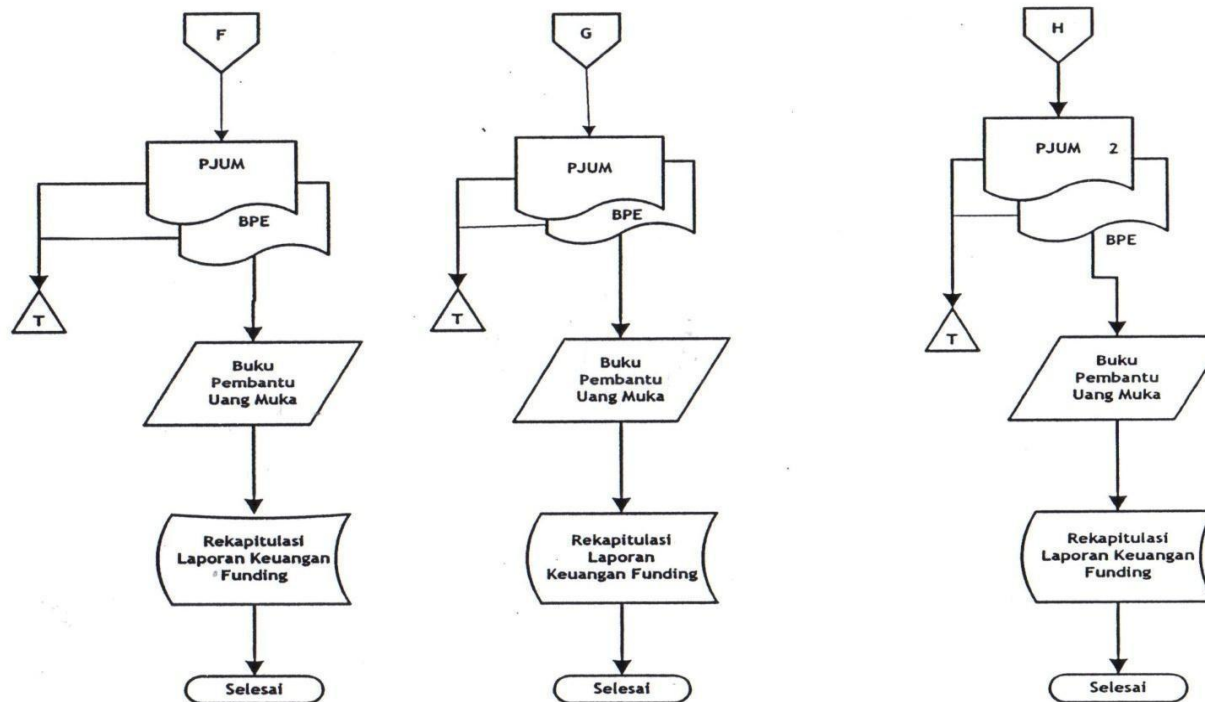 F
PJUM
BPE
T
Buku
Pembantu
Uang Muka
Rekapitulasi
Laporan Keuangan
Funding
Selesai
G
PJUM
BPE
T
Buku
Pembantu
Uang Muka
Rekapitulasi
Laporan
Keuangan Funding
Selesai
H
PJUM 2
BPE
T
Buku
Pembantu
Uang Muka
Rekapitulasi
Laporan Keuangan
Funding
Selesai